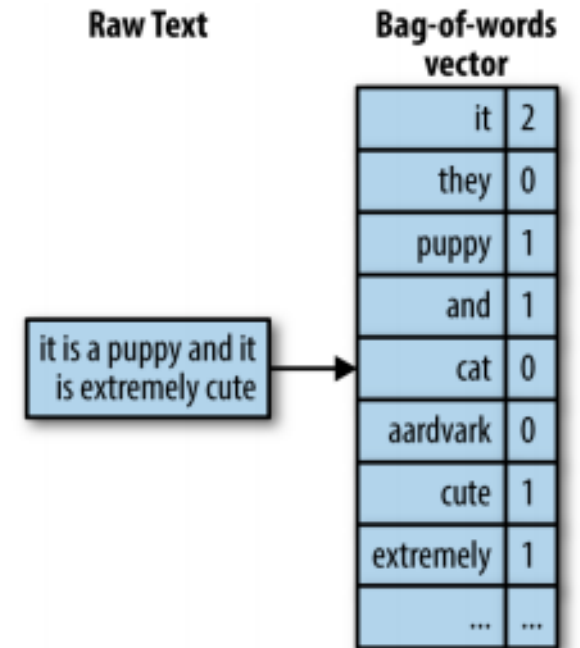 Raw Text
Bag-of-words
vector
it is a puppy and it
is extremely cute
it 2
they 0
puppy 1
and 1
cat 0
aardvark 0
cute 1
extremely 1
... ...